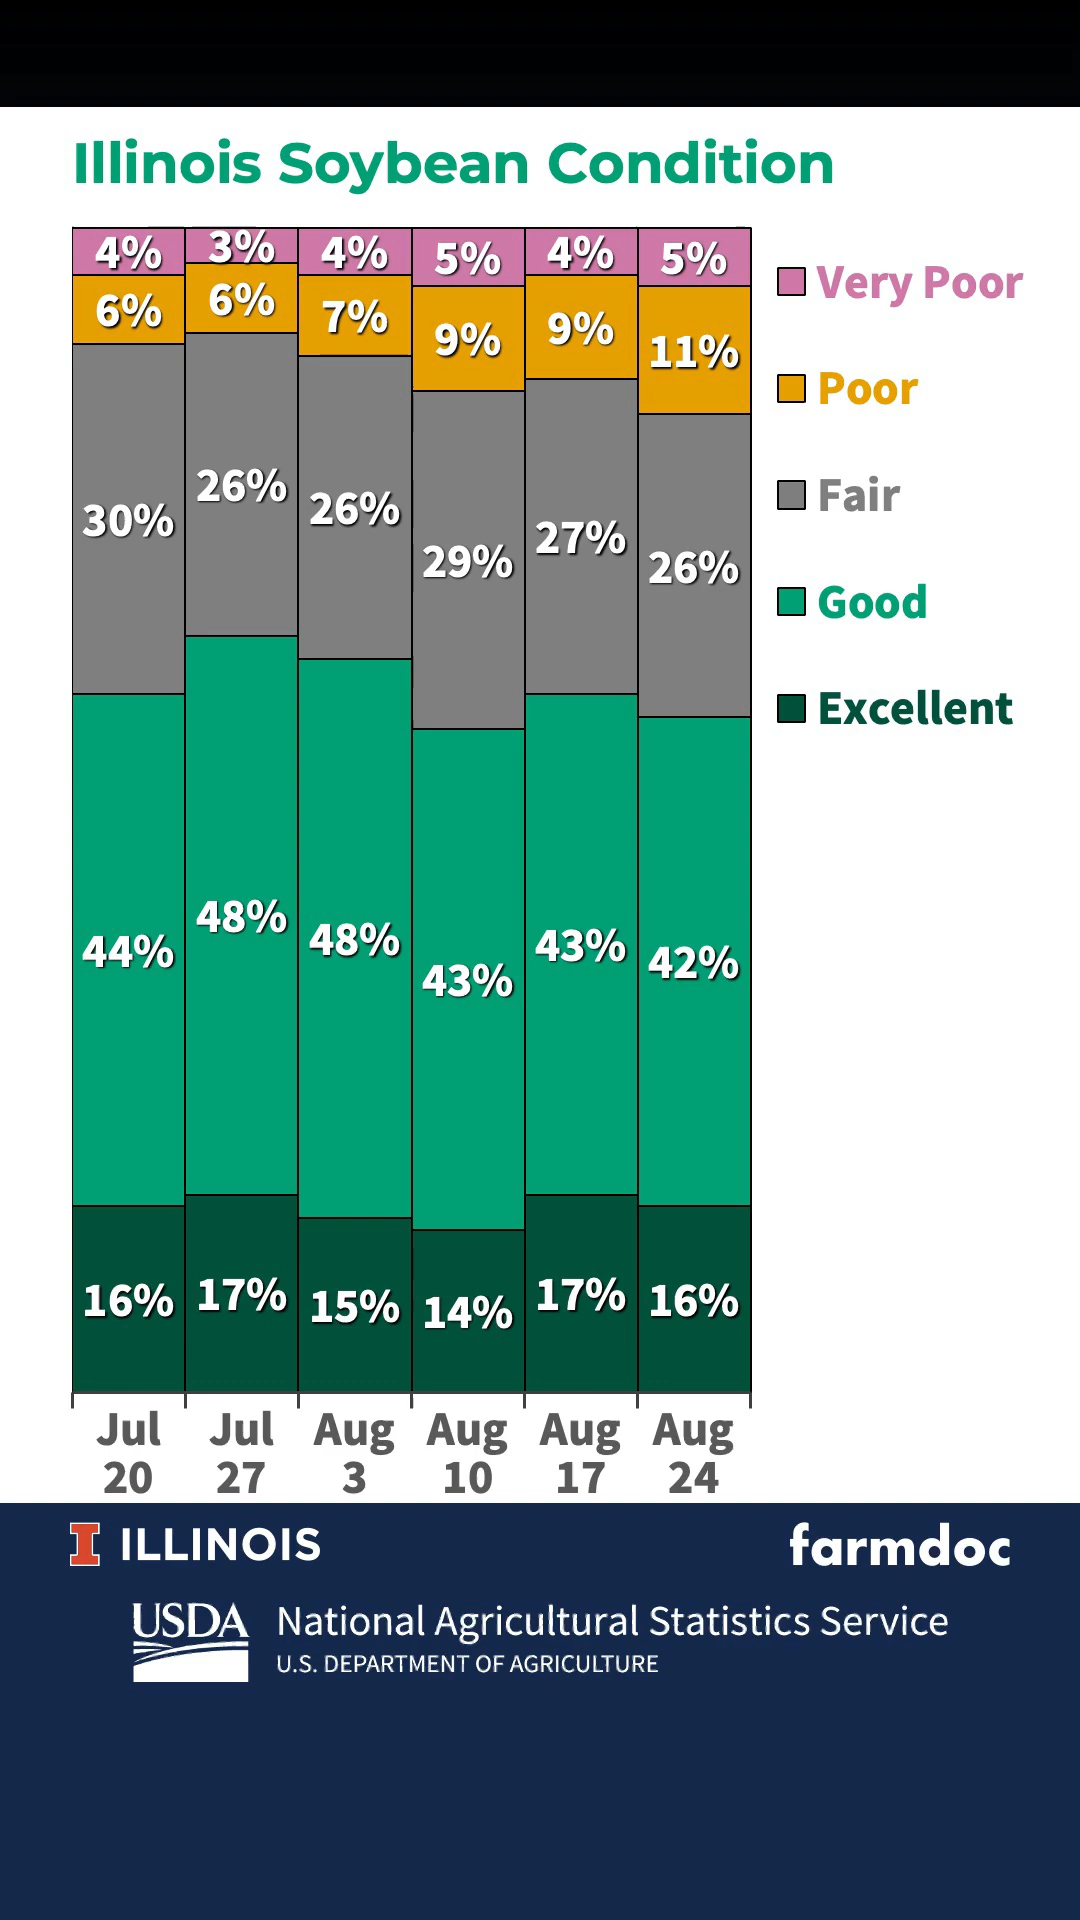 Illinois Soybean Condition
4% 3% 4% 5% 4% 5%
6% 6% 7% 9% 9% 11%
30% 26% 26% 29% 27% 26%
44% 48% 48% 43% 43% 42%
16% 17% 15% 14% 17% 16%
Jul Jul Aug Aug Aug Aug
20 27 3 10 17 24
Very Poor
Poor
Fair
Good
Excellent
I ILLINOIS
farmdoc
USDA
National Agricultural Statistics Service
U.S. DEPARTMENT OF AGRICULTURE